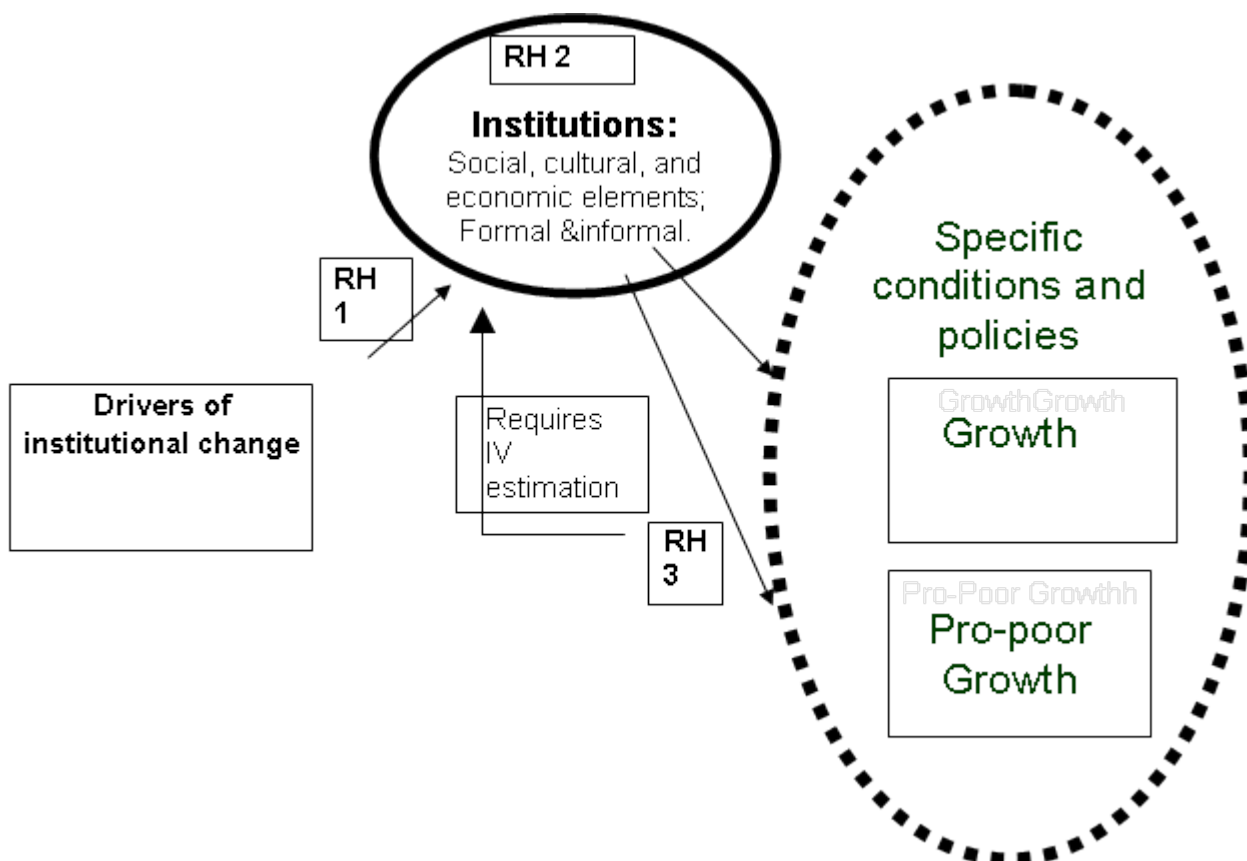 RH 2
Institutions:
Social, cultural, and
economic elements;
Formal &informal.
RH
1
Drivers of
institutional change
Requires
IV
estimation
RH
3
Specific
conditions and
policies
GrowthGrowth
Growth
Pro-Poor Growthh
Pro-poor
Growth